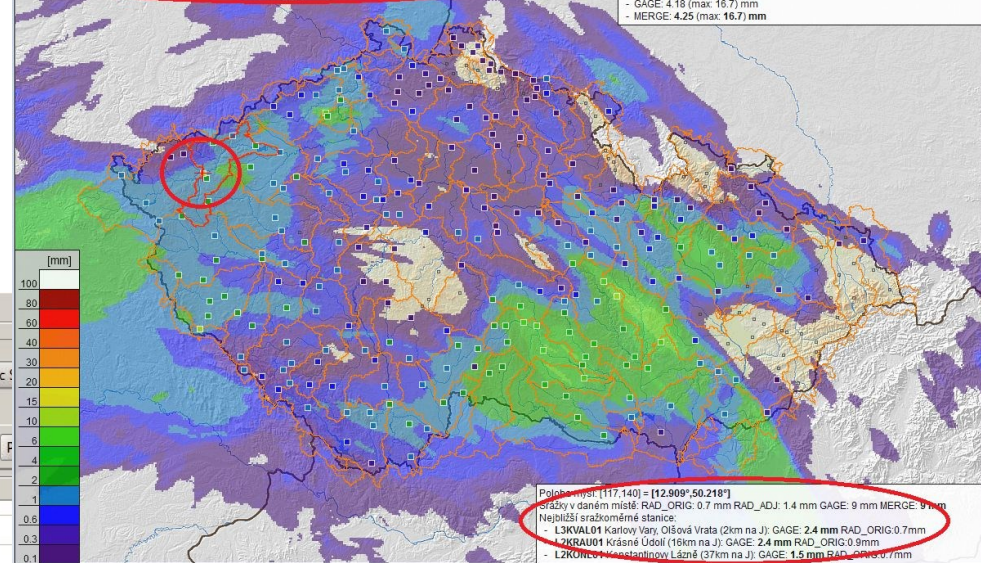 - GAGE: 4.18 (max: 16.7) mm
- MERGE: 4.25 (max: 16.7) mm
[mm]
100
80
60
40
30
20
15
10
6
4
2
1
0.6
0.3
0.1
Poloha myši: [117,140] = [12.909°,50.218°]
Srážky v daném místě: RAD_ORIG: 0.7 mm RAD_ADJ: 1.4 mm GAGE: 9 mm MERGE:
Nejbližší srážkoměrné stanice:
- L3KVAL01 Karlovy Vary, Olšová Vrata (2km na J): GAGE: 2.4 mm RAD_ORIG:0.7mm
- L2KRAU01 Krásné Údolí (16km na J): GAGE: 2.4 mm RAD_ORIG:0.9mm
- L2KONL01 Konstantinovy Lázně (37km na J): GAGE: 1.5 mm RAD_ORIG:0.7mm